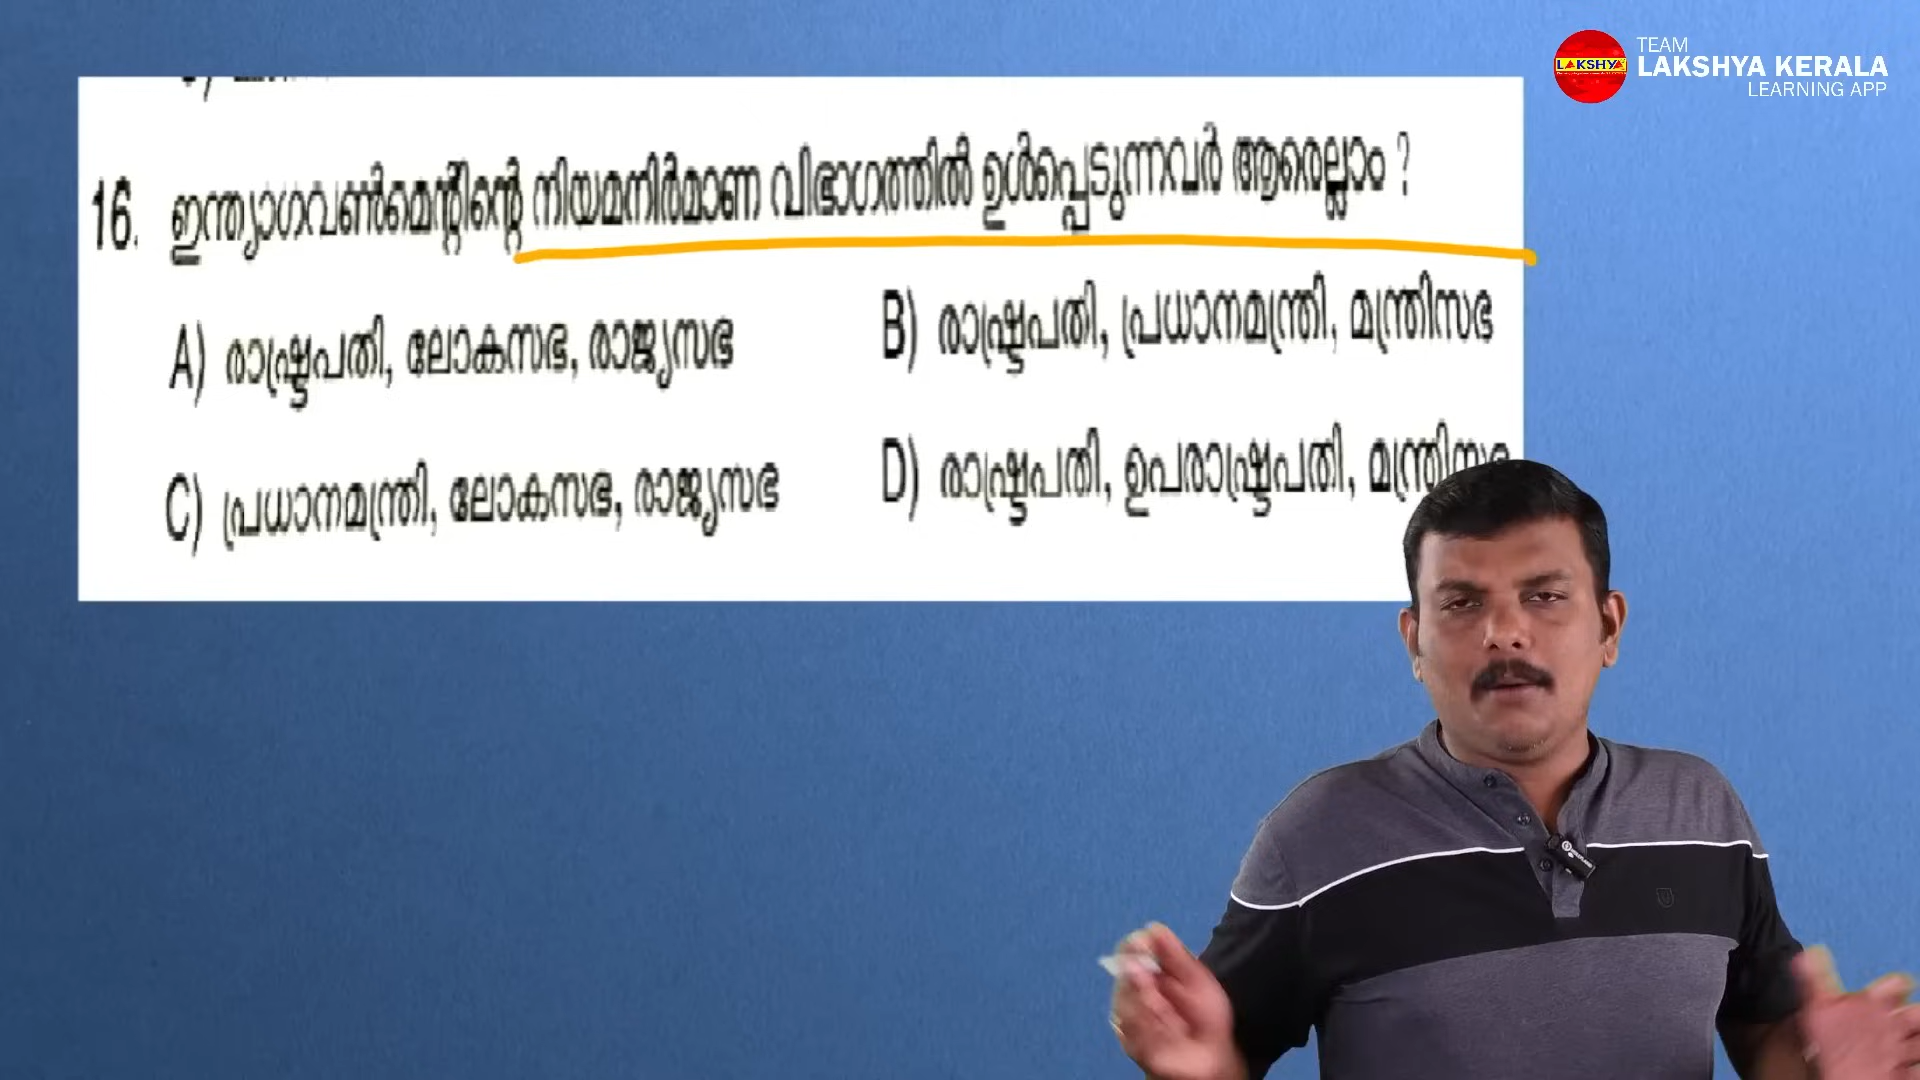 TEAM
LAKSHYA
LAKSHYA KERALA
LEARNING APP
16. ഇന്ത്യാഗവൺമെന്റിന്റെ നിയമനിർമാണ വിഭാഗത്തിൽ ഉൾപ്പെടുന്നവർ ആരെല്ലാം ?
A) രാഷ്ട്രപതി, ലോകസഭ, രാജ്യസഭ
B) രാഷ്ട്രപതി, പ്രധാനമന്ത്രി, മന്ത്രിസഭ
C) പ്രധാനമന്ത്രി, ലോകസഭ, രാജ്യസഭ
D) രാഷ്ട്രപതി, ഉപരാഷ്ട്രപതി,